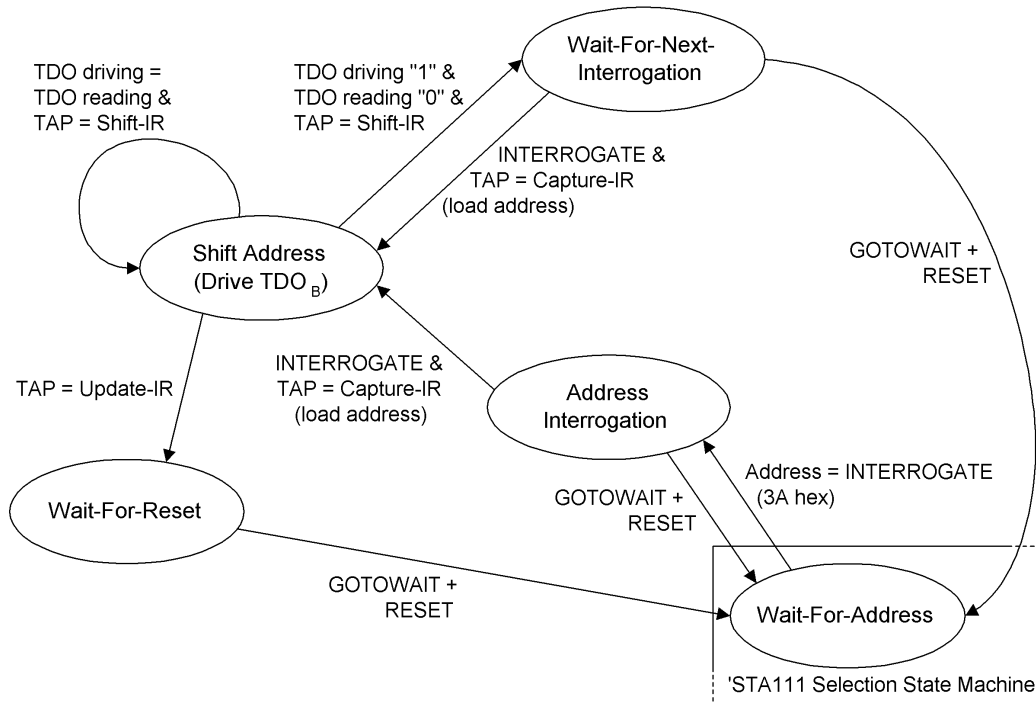 Wait-For-Next-
Interrogation
TDO driving =
TDO reading &
TAP = Shift-IR
TDO driving "1" &
TDO reading "0" &
TAP = Shift-IR
INTERROGATE &
TAP = Capture-IR
(load address)
Shift Address
(Drive TDO B)
GOTOWAIT +
RESET
TAP = Update-IR
INTERROGATE &
TAP = Capture-IR
(load address)
Address
Interrogation
Address = INTERROGATE
(3A hex)
GOTOWAIT +
RESET
Wait-For-Reset
GOTOWAIT +
RESET
Wait-For-Address
'STA111 Selection State Machine